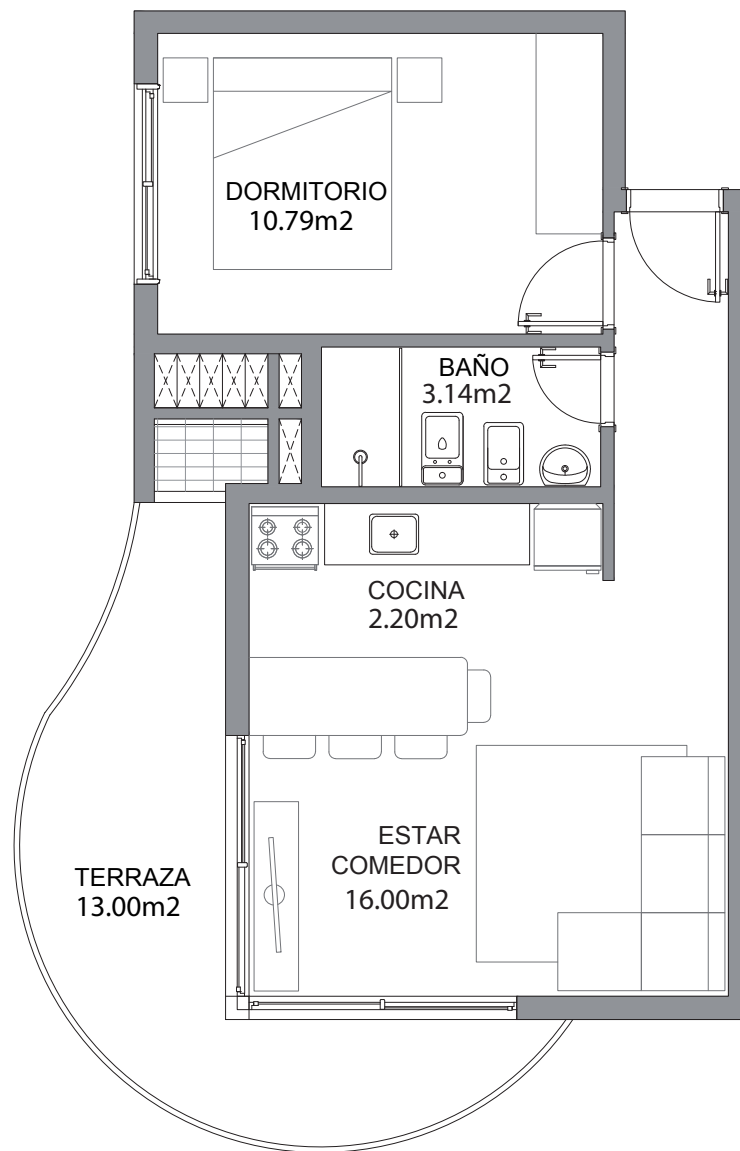 DORMITORIO
10.79m2
BAÑO
3.14m2
COCINA
2.20m2
ESTAR
COMEDOR
16.00m2
TERRAZA
13.00m2